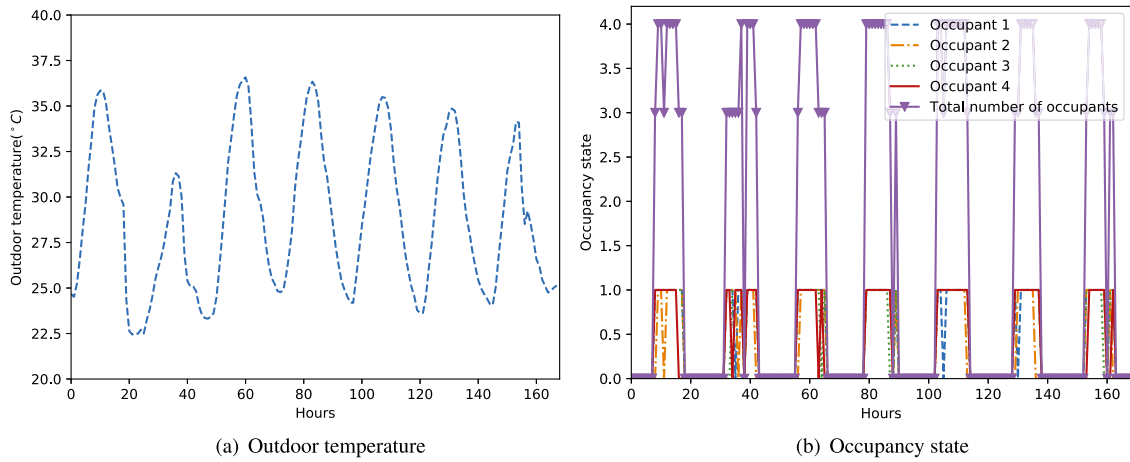 40.0
37.5
35.0
32.5
30.0
27.5
25.0
22.5
20.0
Outdoor temperature(°C)
0 20 40 60 80 100 120 140 160
Hours
(a) Outdoor temperature
4.0
3.5
3.0
2.5
2.0
1.5
1.0
0.5
0.0
Occupancy state
Occupant 1
Occupant 2
Occupant 3
Occupant 4
Total number of occupants
0 20 40 60 80 100 120 140 160
Hours
(b) Occupancy state